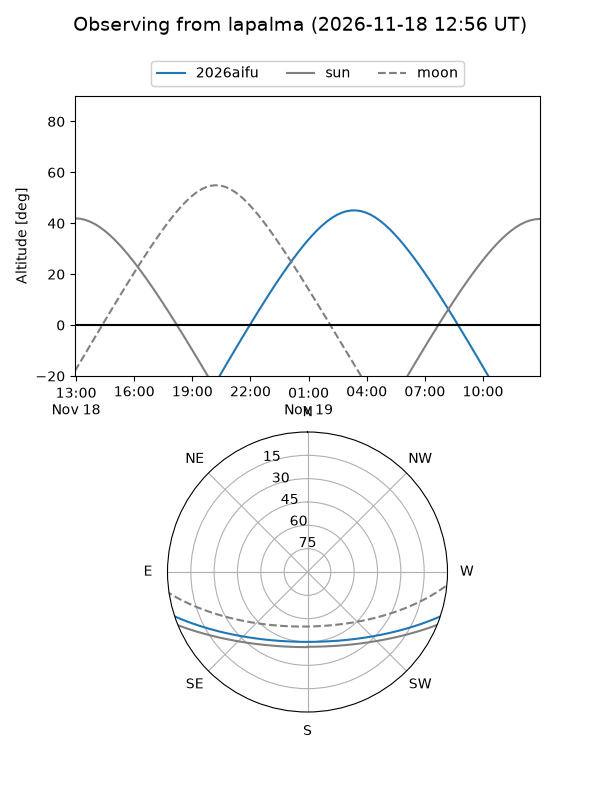 Observing from lapalma (2026-11-18 12:56 UT)
2026aifu sun moon
Altitude [deg]
80
60
40
20
0
−20
13:00 16:00 19:00 22:00 01:00 04:00 07:00 10:00
Nov 18 Nov 19
N
NE NW
15
30
45
60
75
E W
SE SW
S